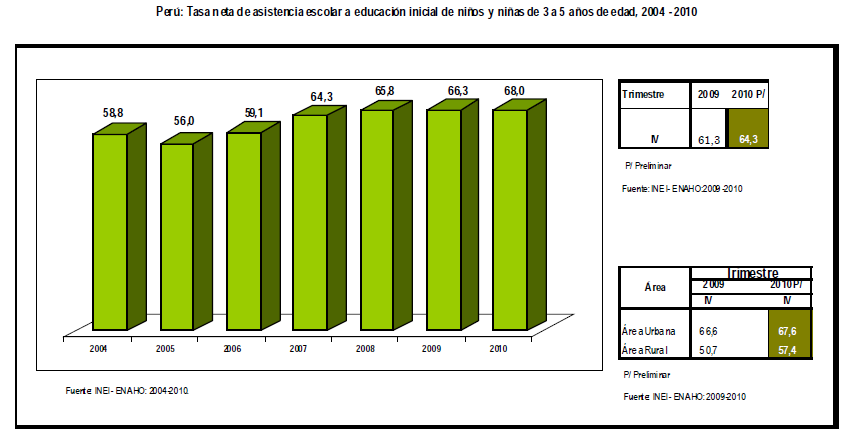 Perú: Tasa neta de asistencia escolar a educación inicial de niños y niñas de 3 a 5 años de edad, 2004 - 2010
58,8
56,0
59,1
64,3
65,8
66,3
68,0
2004 2005 2006 2007 2008 2009 2010
Fuente: INEI - ENAHO: 2004-2010.
Trimestre 2009 2010 P/
IV 61,3 64,3
P/ Preliminar
Fuente: INEI - ENAHO:2009-2010
Trimestre
Área 2009 2010P/
IV IV
Área Urbana 66,6 67,6
Área Rural 50,7 57,4
P/ Preliminar
Fuente: INEI - ENAHO: 2009-2010